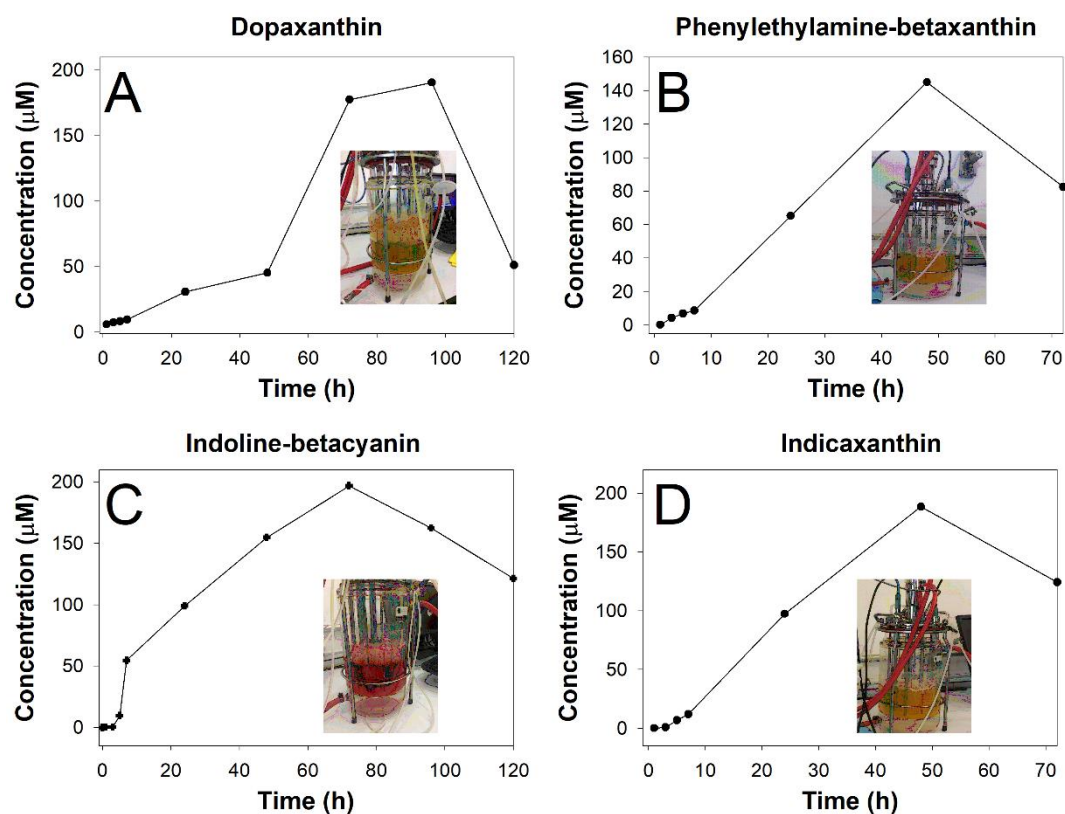 Dopaxanthin
A
Concentration (μM)
200
150
100
50
0
0 20 40 60 80 100 120
Time (h)
Phenylethylamine-betaxanthin
B
Concentration (μM)
160
140
120
100
80
60
40
20
0
0 10 20 30 40 50 60 70
Time (h)
Indoline-betacyanin
C
Concentration (μM)
200
150
100
50
0
0 20 40 60 80 100 120
Time (h)
Indicaxanthin
D
Concentration (μM)
200
150
100
50
0
0 10 20 30 40 50 60 70
Time (h)